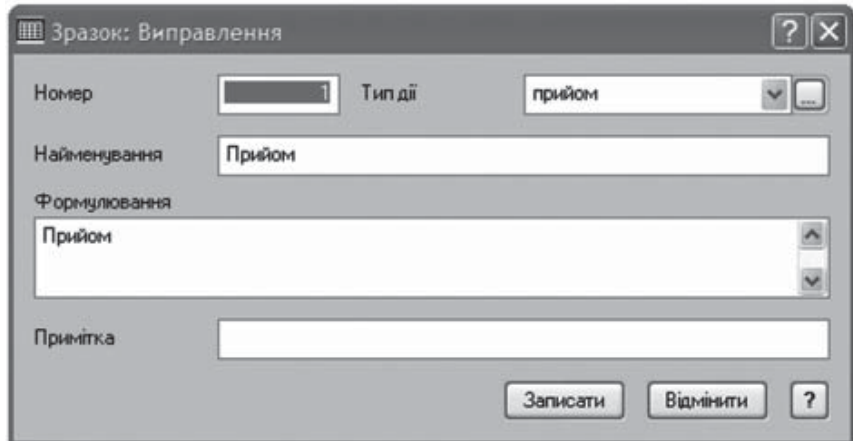 Зразок: Виправлення
Номер 1 Тип дії прийом ...
Найменування Прийом
Формулювання
Прийом
Примітка
Записати Відмінити ?